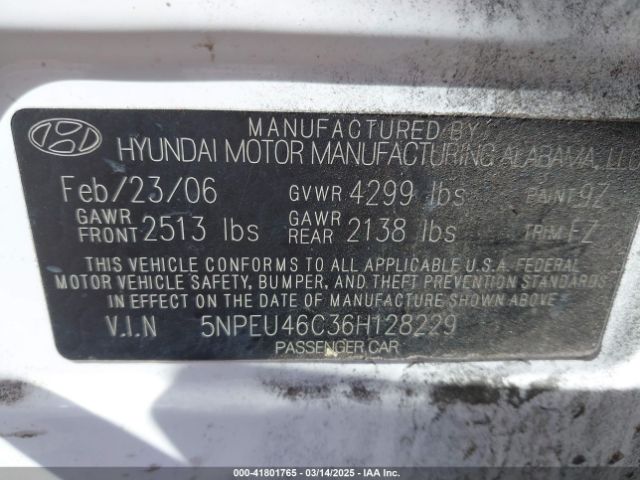 MANUFACTURED BY
HYUNDAI MOTOR MANUFACTURING ALABAMA, LLC
Feb/23/06 GVWR 4299 lbs PAINT 9Z
GAWR FRONT 2513 lbs GAWR REAR 2138 lbs TRIM FZ
THIS VEHICLE CONFORMS TO ALL APPLICABLE U.S.A. FEDERAL
MOTOR VEHICLE SAFETY, BUMPER, AND THEFT PREVENTION STANDARDS
IN EFFECT ON THE DATE OF MANUFACTURE SHOWN ABOVE
V.I.N 5NPEU46C36H128229
PASSENGER CAR
000-41801765 - 03/14/2025 - IAA Inc.